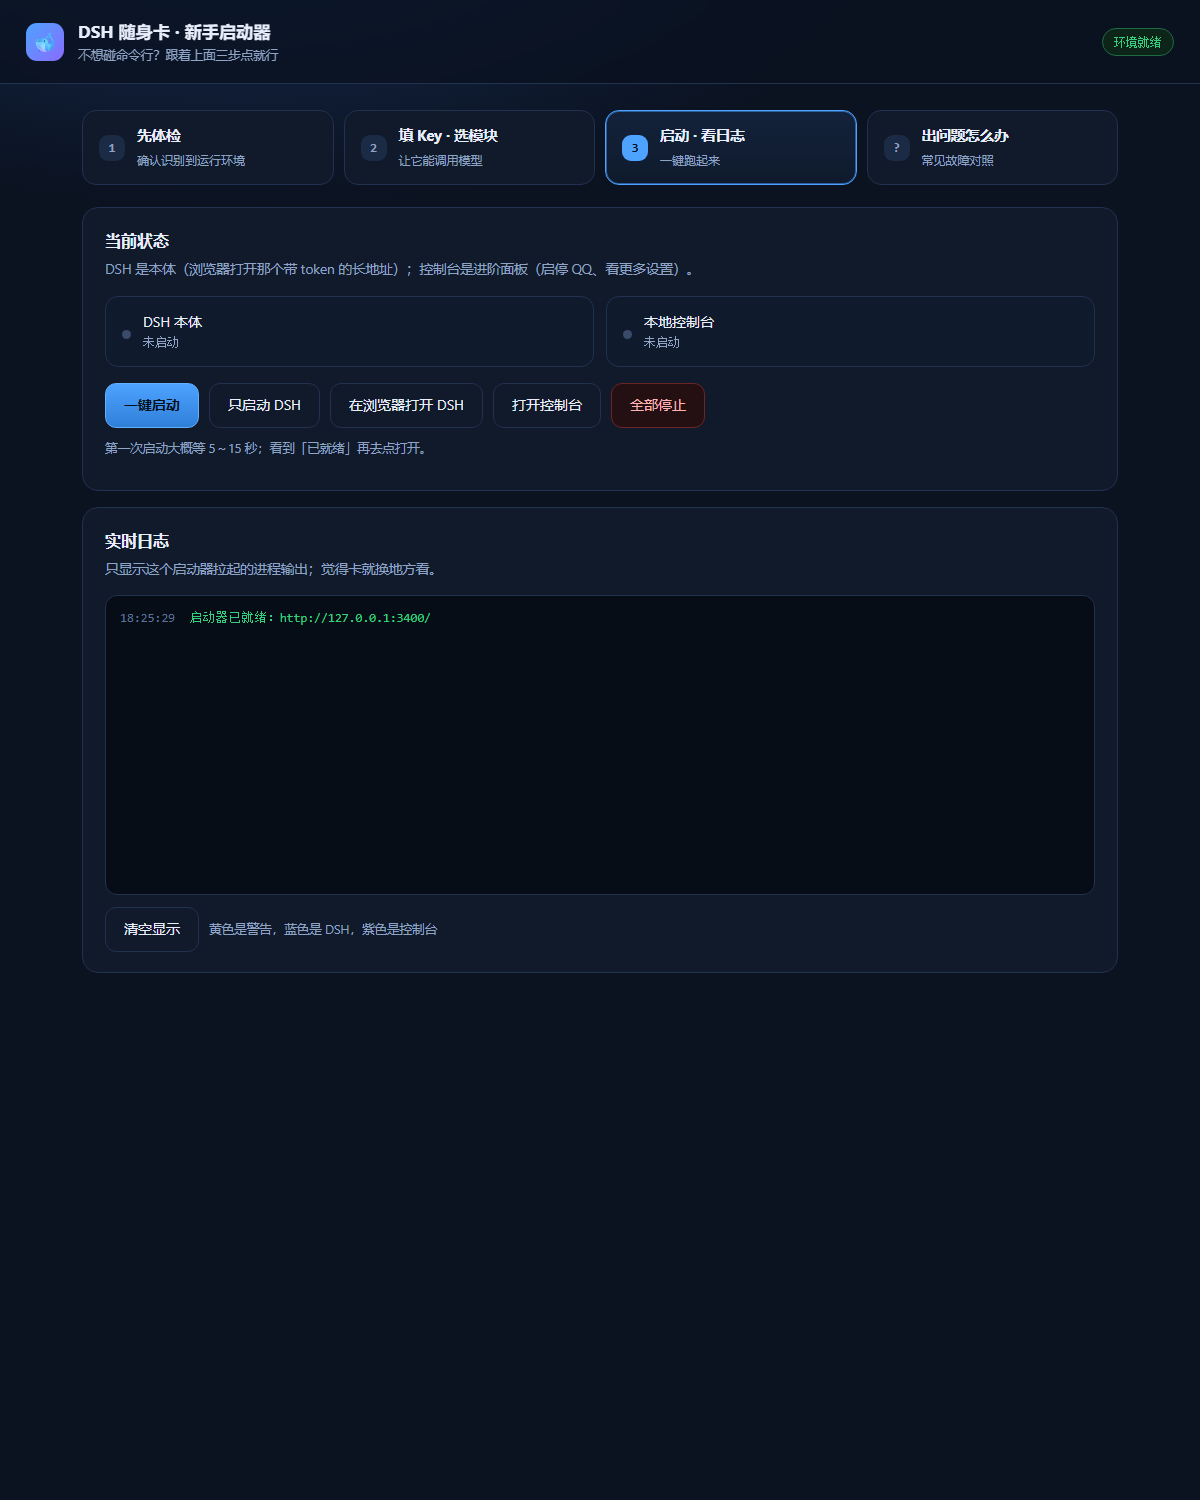 DSH 随身卡 · 新手启动器
不想碰命令行？跟着上面三步点就行
环境就绪
1
先体检
确认识别到运行环境
2
填 Key · 选模块
让它能调用模型
3
启动 · 看日志
一键跑起来
?
出问题怎么办
常见故障对照
当前状态
DSH 是本体（浏览器打开那个带 token 的长地址）；控制台是进阶面板（启停 QQ、看更多设置）。
DSH 本体
未启动
本地控制台
未启动
一键启动
只启动 DSH
在浏览器打开 DSH
打开控制台
全部停止
第一次启动大概等 5 ~ 15 秒；看到「已就绪」再去点打开。
实时日志
只显示这个启动器拉起的进程输出；觉得卡就换地方看。
18:25:29 启动器已就绪：http://127.0.0.1:3400/
清空显示
黄色是警告，蓝色是 DSH，紫色是控制台